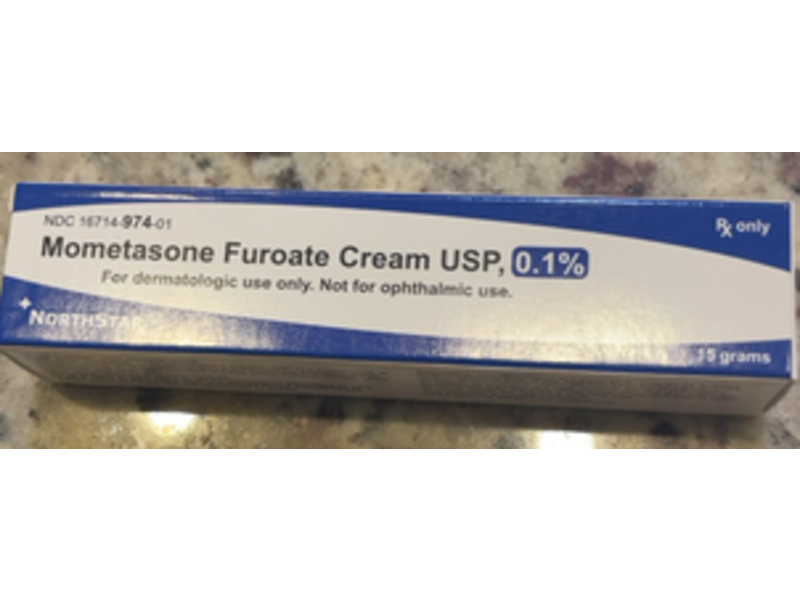 NDC 16714-974-01
Rx only
Mometasone Furoate Cream USP, 0.1%
For dermatologic use only. Not for ophthalmic use.
NORTHSTAR
15 grams